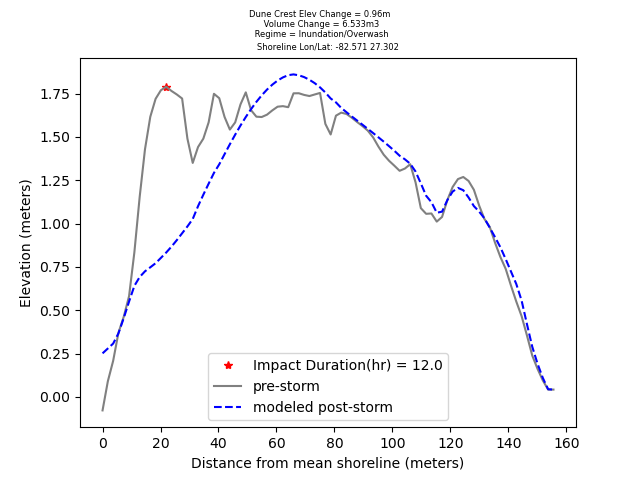 Dune Crest Elev Change = 0.96m
Volume Change = 6.533m3
Regime = Inundation/Overwash
Shoreline Lon/Lat: -82.571 27.302
Elevation (meters)
1.75
1.50
1.25
1.00
0.75
0.50
0.25
0.00
Impact Duration(hr) = 12.0
pre-storm
modeled post-storm
0 20 40 60 80 100 120 140 160
Distance from mean shoreline (meters)